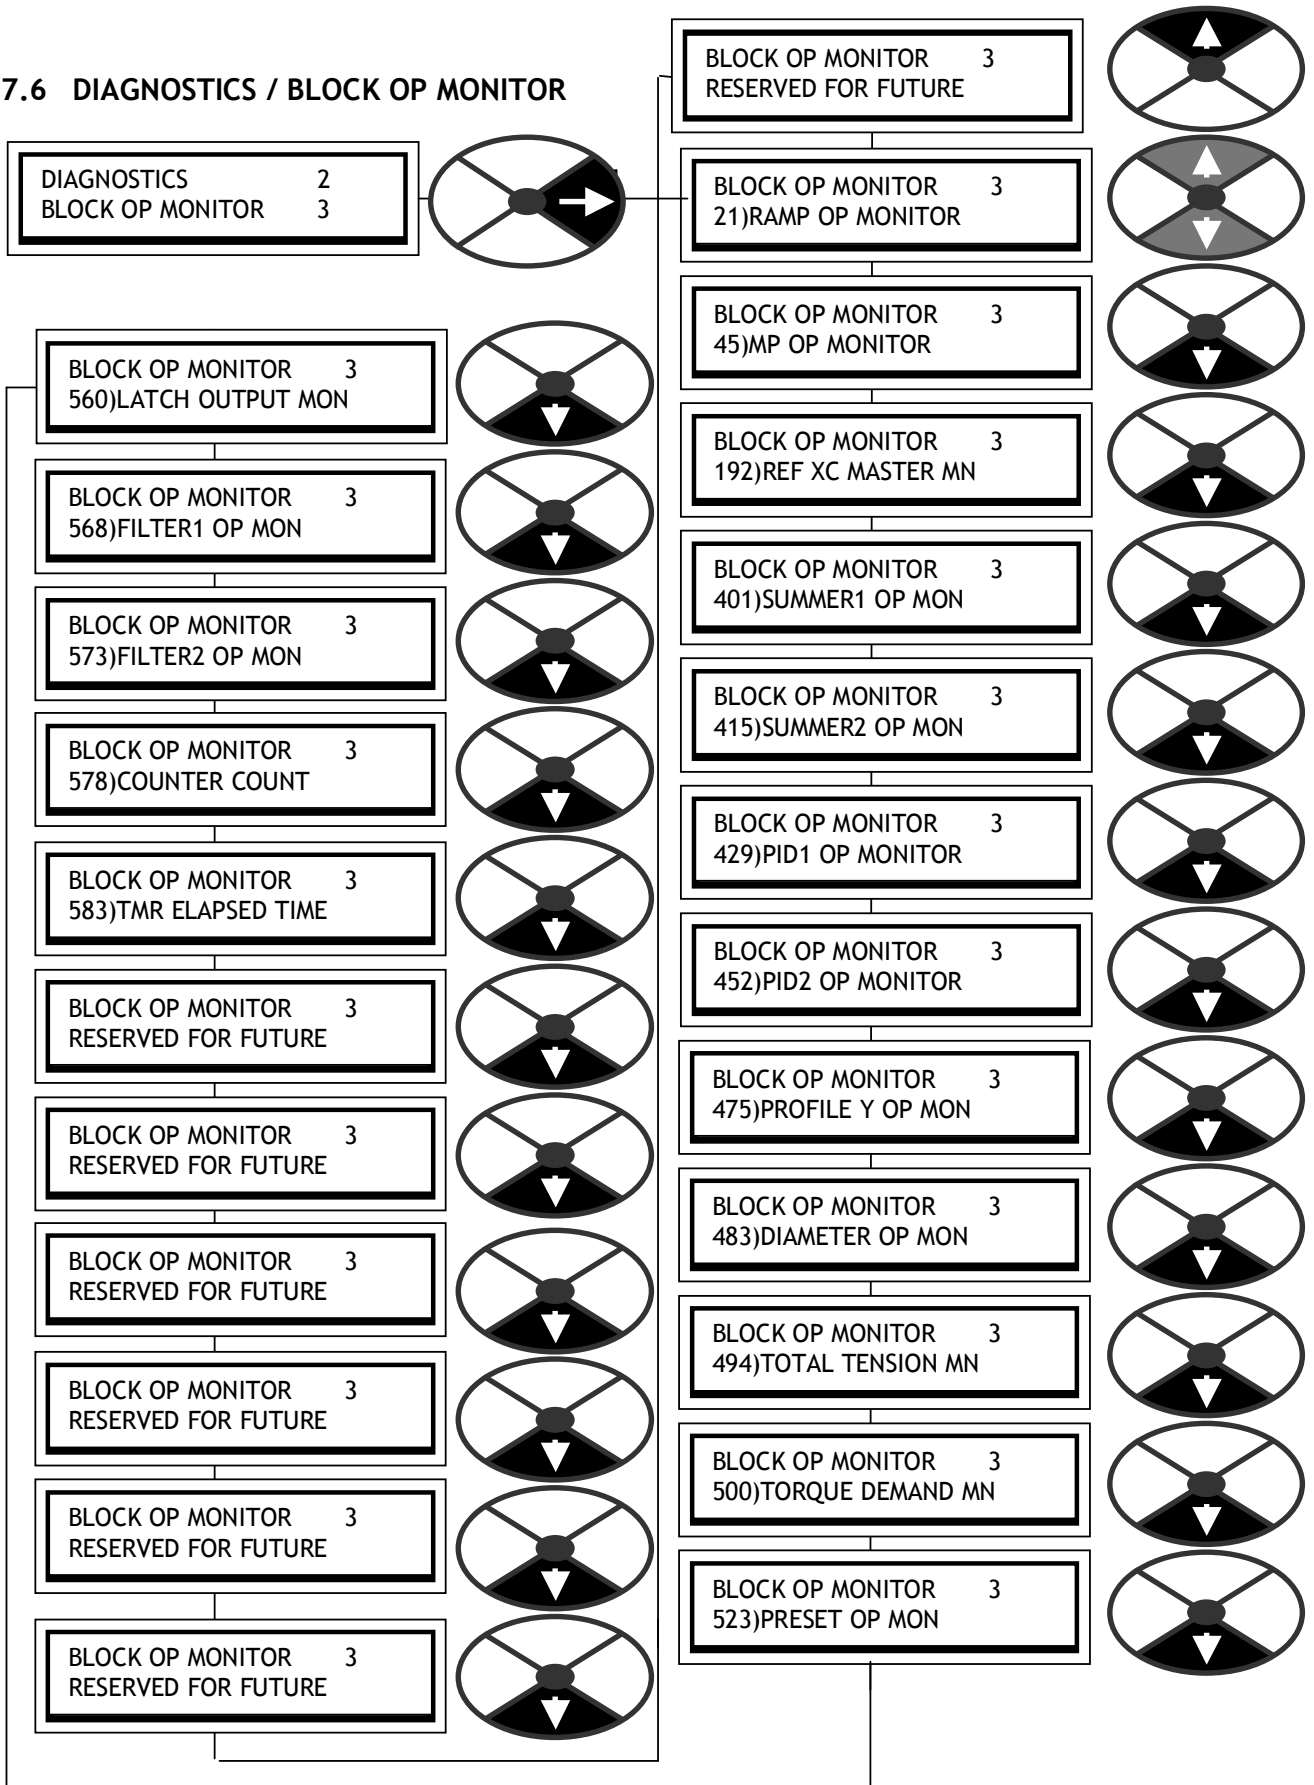 7.6 DIAGNOSTICS / BLOCK OP MONITOR
DIAGNOSTICS 2
BLOCK OP MONITOR 3
BLOCK OP MONITOR 3
RESERVED FOR FUTURE
BLOCK OP MONITOR 3
21)RAMP OP MONITOR
BLOCK OP MONITOR 3
45)MP OP MONITOR
BLOCK OP MONITOR 3
192)REF XC MASTER MN
BLOCK OP MONITOR 3
401)SUMMER1 OP MON
BLOCK OP MONITOR 3
415)SUMMER2 OP MON
BLOCK OP MONITOR 3
429)PID1 OP MONITOR
BLOCK OP MONITOR 3
452)PID2 OP MONITOR
BLOCK OP MONITOR 3
475)PROFILE Y OP MON
BLOCK OP MONITOR 3
483)DIAMETER OP MON
BLOCK OP MONITOR 3
494)TOTAL TENSION MN
BLOCK OP MONITOR 3
500)TORQUE DEMAND MN
BLOCK OP MONITOR 3
523)PRESET OP MON
BLOCK OP MONITOR 3
560)LATCH OUTPUT MON
BLOCK OP MONITOR 3
568)FILTER1 OP MON
BLOCK OP MONITOR 3
573)FILTER2 OP MON
BLOCK OP MONITOR 3
578)COUNTER COUNT
BLOCK OP MONITOR 3
583)TMR ELAPSED TIME
BLOCK OP MONITOR 3
RESERVED FOR FUTURE
BLOCK OP MONITOR 3
RESERVED FOR FUTURE
BLOCK OP MONITOR 3
RESERVED FOR FUTURE
BLOCK OP MONITOR 3
RESERVED FOR FUTURE
BLOCK OP MONITOR 3
RESERVED FOR FUTURE
BLOCK OP MONITOR 3
RESERVED FOR FUTURE